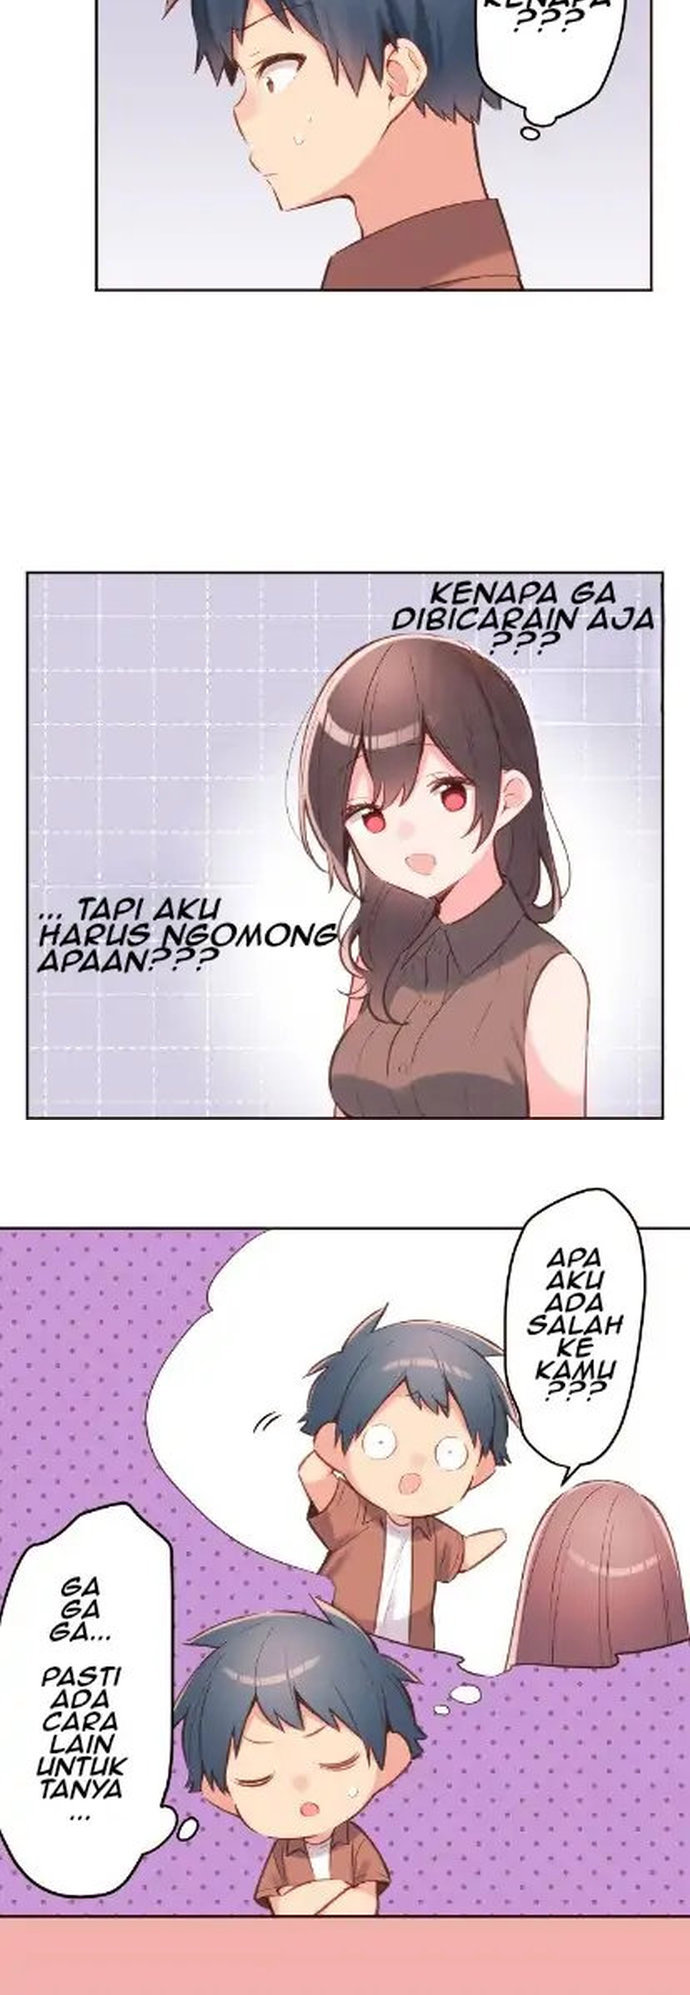 KENAPA
???
KENAPA GA
DIBICARAIN AJA
???
... TAPI AKU
HARUS NGOMONG
APAAN???
APA
AKU
ADA
SALAH
KE
KAMU
???
GA
GA
GA...
PASTI
ADA
CARA
LAIN
UNTUK
TANYA
...